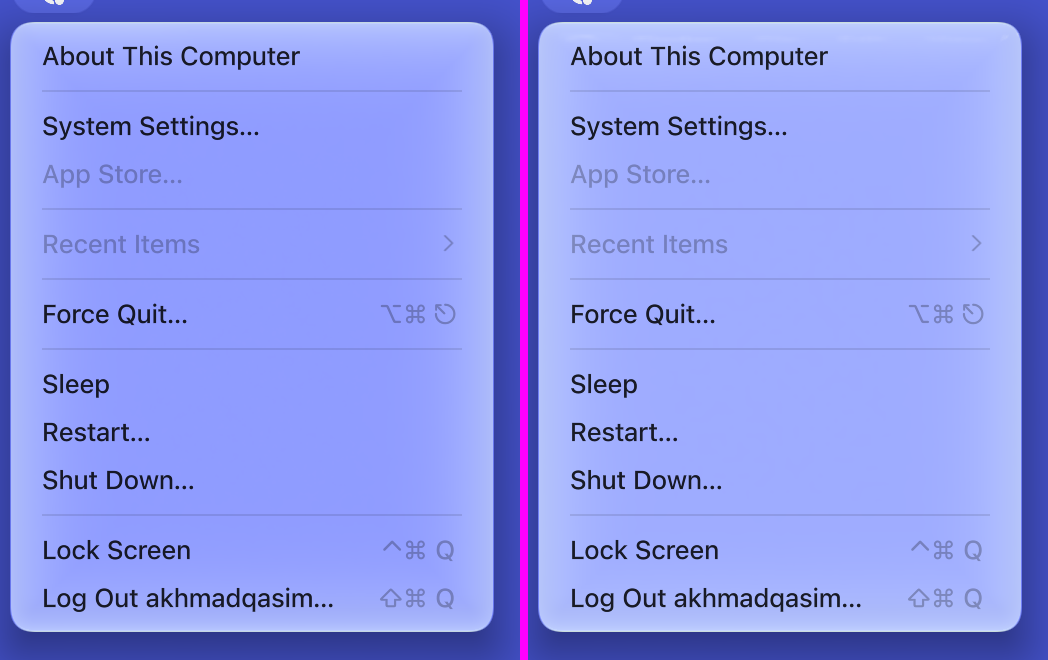 About This Computer
System Settings...
App Store...
Recent Items
Force Quit... ⌥⌘⎋
Sleep
Restart...
Shut Down...
Lock Screen ^⌘ Q
Log Out akhmadqasim... ⇧⌘ Q
About This Computer
System Settings...
App Store...
Recent Items
Force Quit... ⌥⌘⎋
Sleep
Restart...
Shut Down...
Lock Screen ^⌘ Q
Log Out akhmadqasim... ⇧⌘ Q